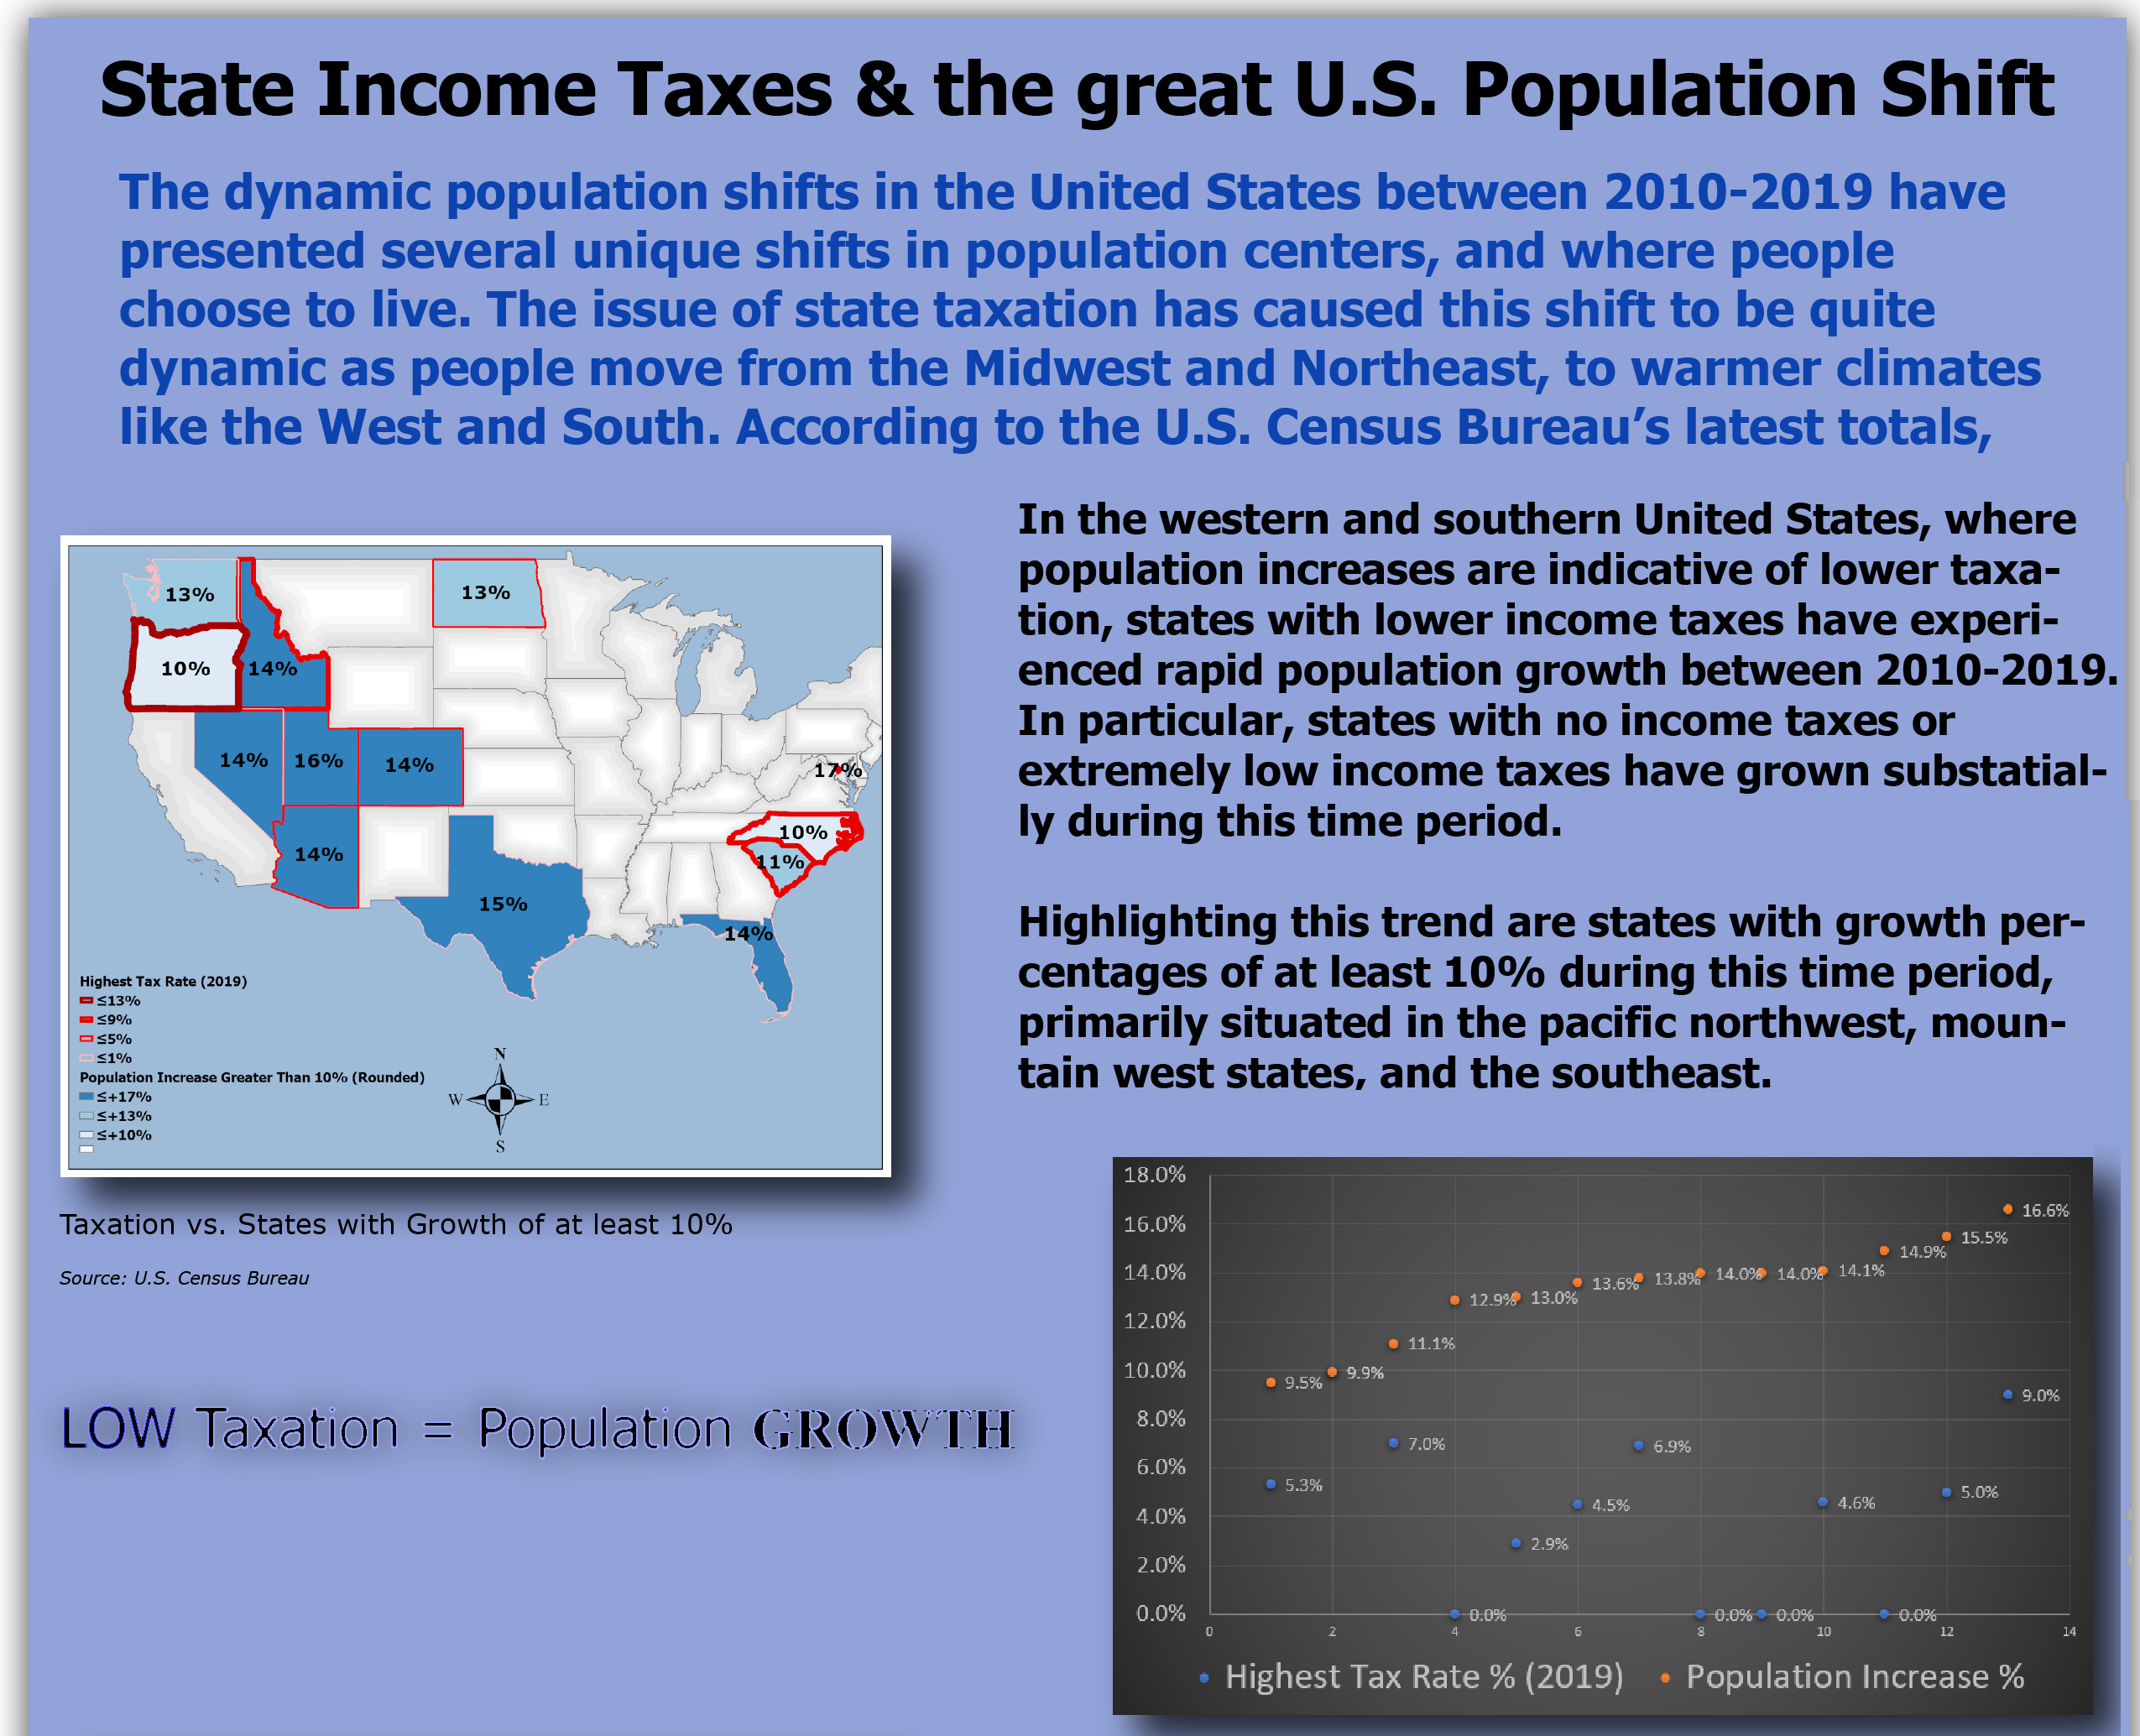 State Income Taxes & the great U.S. Population Shift
The dynamic population shifts in the United States between 2010-2019 have
presented several unique shifts in population centers, and where people
choose to live. The issue of state taxation has caused this shift to be quite
dynamic as people move from the Midwest and Northeast, to warmer climates
like the West and South. According to the U.S. Census Bureau’s latest totals,
13%
13%
10%
14%
14%
16%
14%
17%
10%
11%
14%
15%
14%
Highest Tax Rate (2019)
≤13%
≤9%
≤5%
≤1%
Population Increase Greater Than 10% (Rounded)
≤+17%
≤+13%
≤+10%
N
W E
S
Taxation vs. States with Growth of at least 10%
Source: U.S. Census Bureau
LOW Taxation = Population GROWTH
In the western and southern United States, where
population increases are indicative of lower taxa-
tion, states with lower income taxes have experi-
enced rapid population growth between 2010-2019.
In particular, states with no income taxes or
extremely low income taxes have grown substatial-
ly during this time period.
Highlighting this trend are states with growth per-
centages of at least 10% during this time period,
primarily situated in the pacific northwest, moun-
tain west states, and the southeast.
18.0%
16.0%
14.0%
12.0%
10.0%
8.0%
6.0%
4.0%
2.0%
0.0%
9.5%
9.9%
11.1%
12.9%
13.0%
13.6%
13.8%
14.0%
14.0%
14.1%
14.9%
15.5%
16.6%
5.3%
7.0%
0.0%
2.9%
4.5%
6.9%
0.0%
0.0%
4.6%
0.0%
5.0%
9.0%
0 2 4 6 8 10 12 14
Highest Tax Rate % (2019) Population Increase %